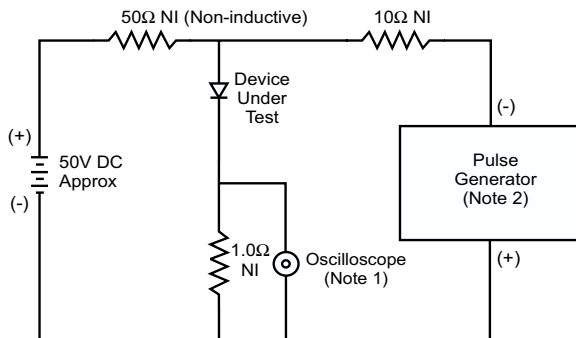 50Ω NI (Non-inductive)
10Ω NI
Device
Under
Test
(+)
50V DC
Approx
(-)
1.0Ω
NI
Oscilloscope
(Note 1)
(-)
Pulse
Generator
(Note 2)
(+)